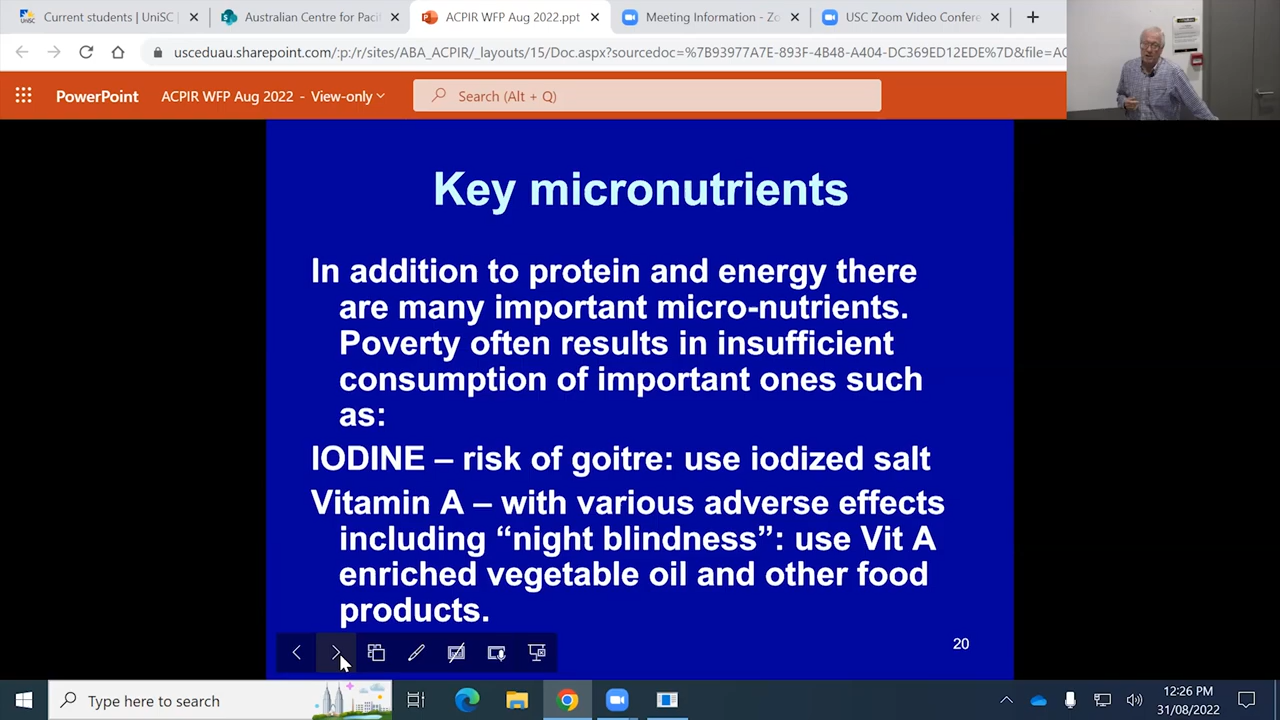 Current students | UniSC |
Australian Centre for Pacif
ACPIR WFP Aug 2022.ppt
Meeting Information - Zo
USC Zoom Video Confere
usceduau.sharepoint.com/:p:/r/sites/ABA_ACPIR/_layouts/15/Doc.aspx?sourcedoc=%7B93977A7E-893F-4B48-A404-DC369ED12EDE%7D&file=AC
PowerPoint
ACPIR WFP Aug 2022 - View-only
Search (Alt + Q)
Key micronutrients
In addition to protein and energy there
are many important micro-nutrients.
Poverty often results in insufficient
consumption of important ones such
as:
IODINE – risk of goitre: use iodized salt
Vitamin A – with various adverse effects
including “night blindness”: use Vit A
enriched vegetable oil and other food
products.
20
Type here to search
12:26 PM
31/08/2022